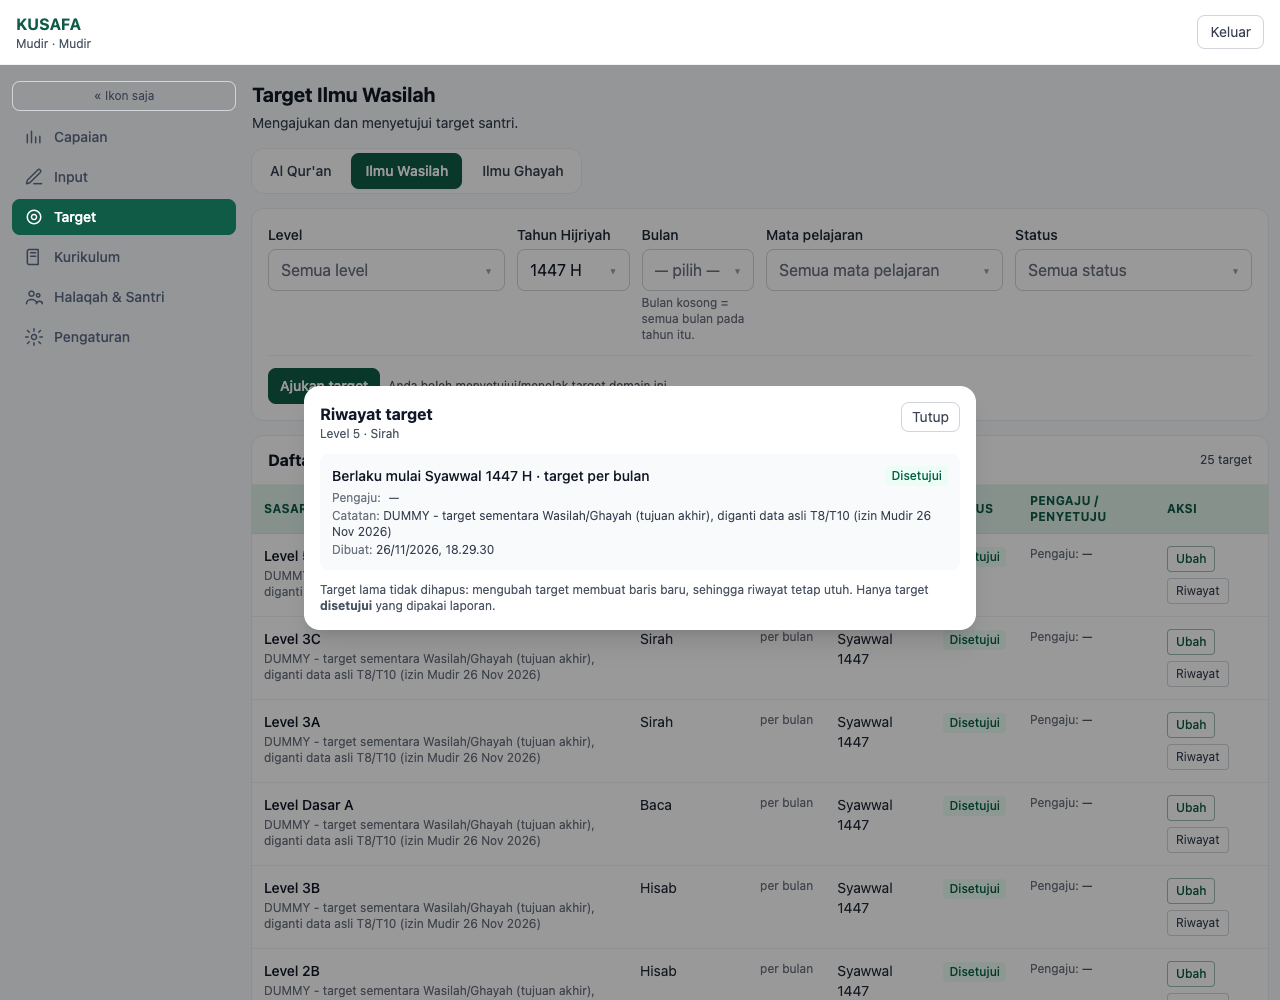 KUSAFA
Mudir · Mudir
Keluar
« Ikon saja
Capaian
Input
Target
Kurikulum
Halaqah & Santri
Pengaturan
Target Ilmu Wasilah
Mengajukan dan menyetujui target santri.
Al Qur'an
Ilmu Wasilah
Ilmu Ghayah
Level
Tahun Hijriyah
Bulan
Mata pelajaran
Status
Semua level
1447 H
— pilih —
Semua mata pelajaran
Semua status
Bulan kosong =
semua bulan pada
tahun itu.
Ajukan target
Anda boleh menyetujui/menolak target domain ini
Riwayat target
Level 5 · Sirah
Tutup
Berlaku mulai Syawwal 1447 H · target per bulan
Disetujui
Pengaju: —
Catatan: DUMMY - target sementara Wasilah/Ghayah (tujuan akhir), diganti data asli T8/T10 (izin Mudir 26
Nov 2026)
Dibuat: 26/11/2026, 18.29.30
Target lama tidak dihapus: mengubah target membuat baris baru, sehingga riwayat tetap utuh. Hanya target
disetujui yang dipakai laporan.
25 target
PENGAJU /
PENYETUJU
AKSI
Level
Pengaju: —
Ubah
Riwayat
Level 3C
Sirah
per bulan
Syawwal
1447
Disetujui
Pengaju: —
Ubah
DUMMY - target sementara Wasilah/Ghayah (tujuan akhir),
diganti data asli T8/T10 (izin Mudir 26 Nov 2026)
Riwayat
Level 3A
Sirah
per bulan
Syawwal
1447
Disetujui
Pengaju: —
Ubah
DUMMY - target sementara Wasilah/Ghayah (tujuan akhir),
diganti data asli T8/T10 (izin Mudir 26 Nov 2026)
Riwayat
Level Dasar A
Baca
per bulan
Syawwal
1447
Disetujui
Pengaju: —
Ubah
DUMMY - target sementara Wasilah/Ghayah (tujuan akhir),
diganti data asli T8/T10 (izin Mudir 26 Nov 2026)
Riwayat
Level 3B
Hisab
per bulan
Syawwal
1447
Disetujui
Pengaju: —
Ubah
DUMMY - target sementara Wasilah/Ghayah (tujuan akhir),
diganti data asli T8/T10 (izin Mudir 26 Nov 2026)
Riwayat
Level 2B
Hisab
per bulan
Syawwal
1447
Disetujui
Pengaju: —
Ubah
DUMMY - target sementara Wasilah/Ghayah (tujuan akhir),